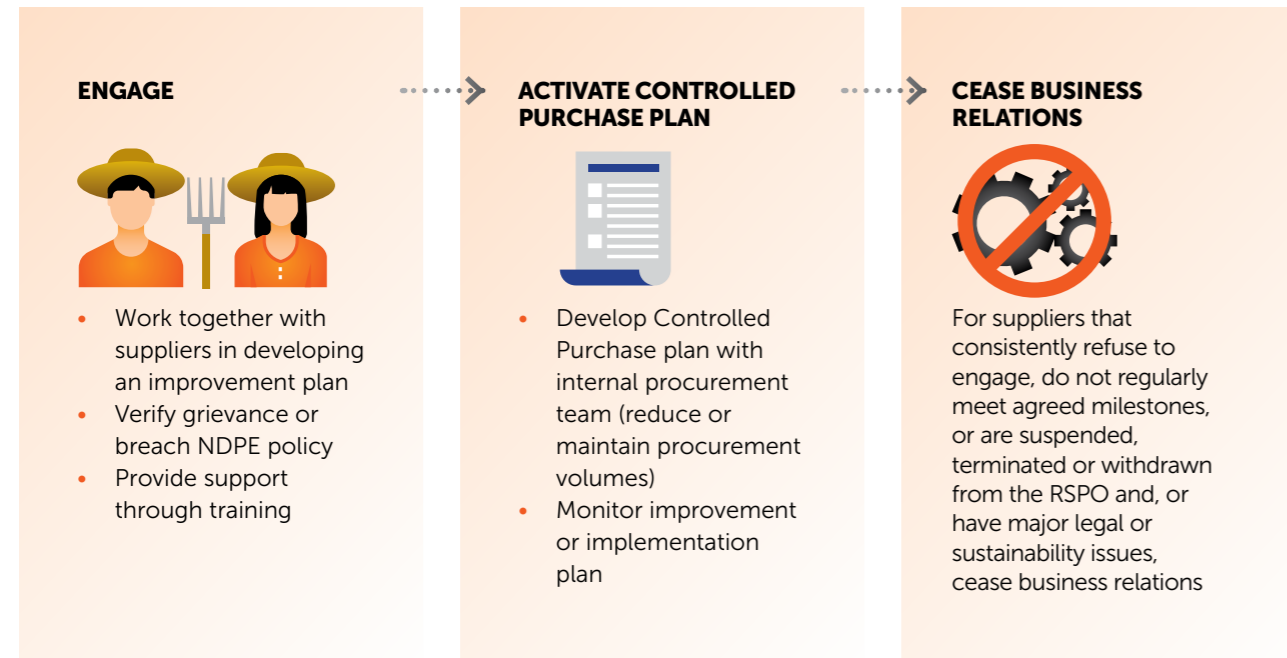 ENGAGE
• Work together with
suppliers in developing
an improvement plan
• Verify grievance or
breach NDPE policy
• Provide support
through training
ACTIVATE CONTROLLED
PURCHASE PLAN
• Develop Controlled
Purchase plan with
internal procurement
team (reduce or
maintain procurement
volumes)
• Monitor improvement
or implementation
plan
CEASE BUSINESS
RELATIONS
For suppliers that
consistently refuse to
engage, do not regularly
meet agreed milestones,
or are suspended,
terminated or withdrawn
from the RSPO and, or
have major legal or
sustainability issues,
cease business relations